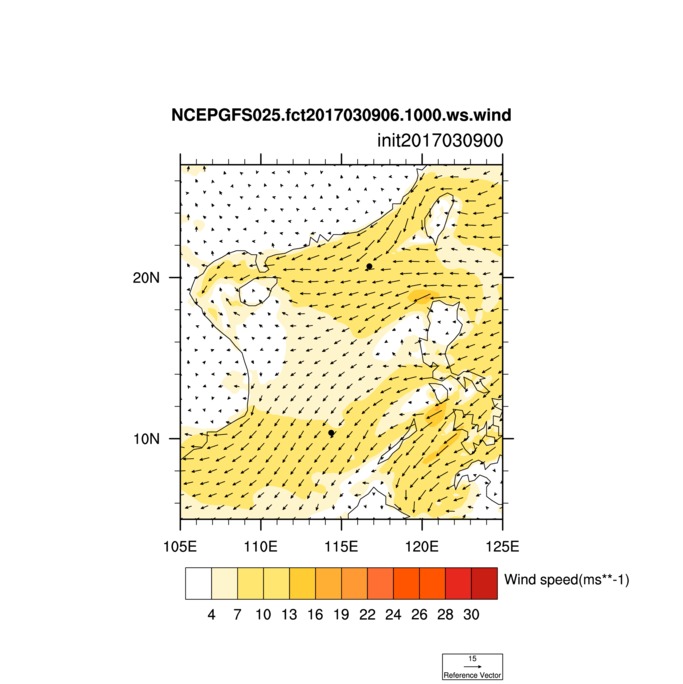 NCEPGFS025.fct2017030906.1000.ws.wind
init2017030900
20N
10N
105E 110E 115E 120E 125E
Wind speed(ms**-1)
4 7 10 13 16 19 22 24 26 28 30
15
Reference Vector